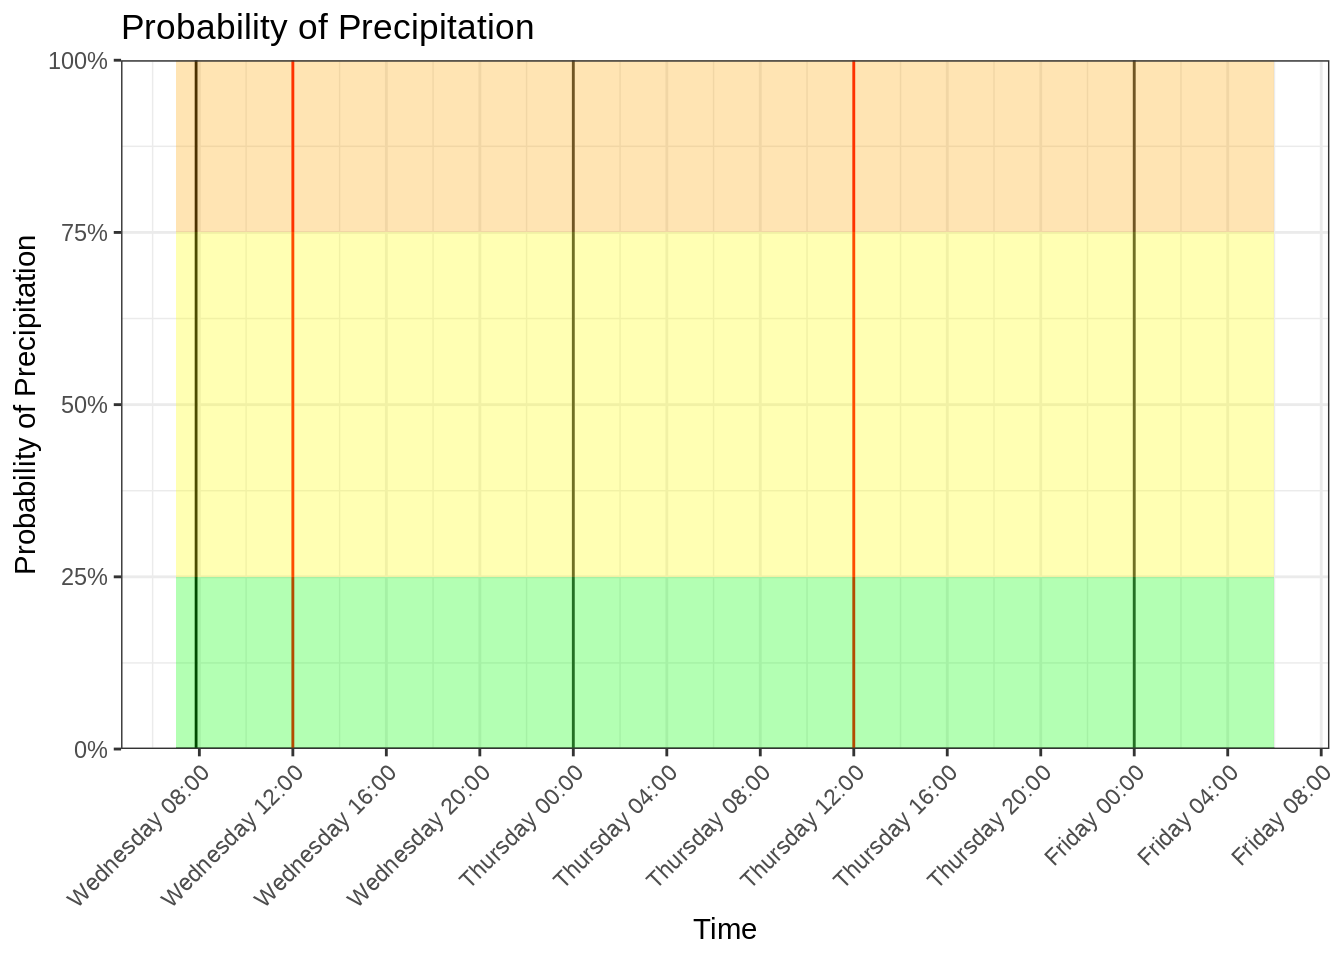 Probability of Precipitation
Probability of Precipitation
100%
75%
50%
25%
0%
Wednesday 08:00
Wednesday 12:00
Wednesday 16:00
Wednesday 20:00
Thursday 00:00
Thursday 04:00
Thursday 08:00
Thursday 12:00
Thursday 16:00
Thursday 20:00
Friday 00:00
Friday 04:00
Friday 08:00
Time